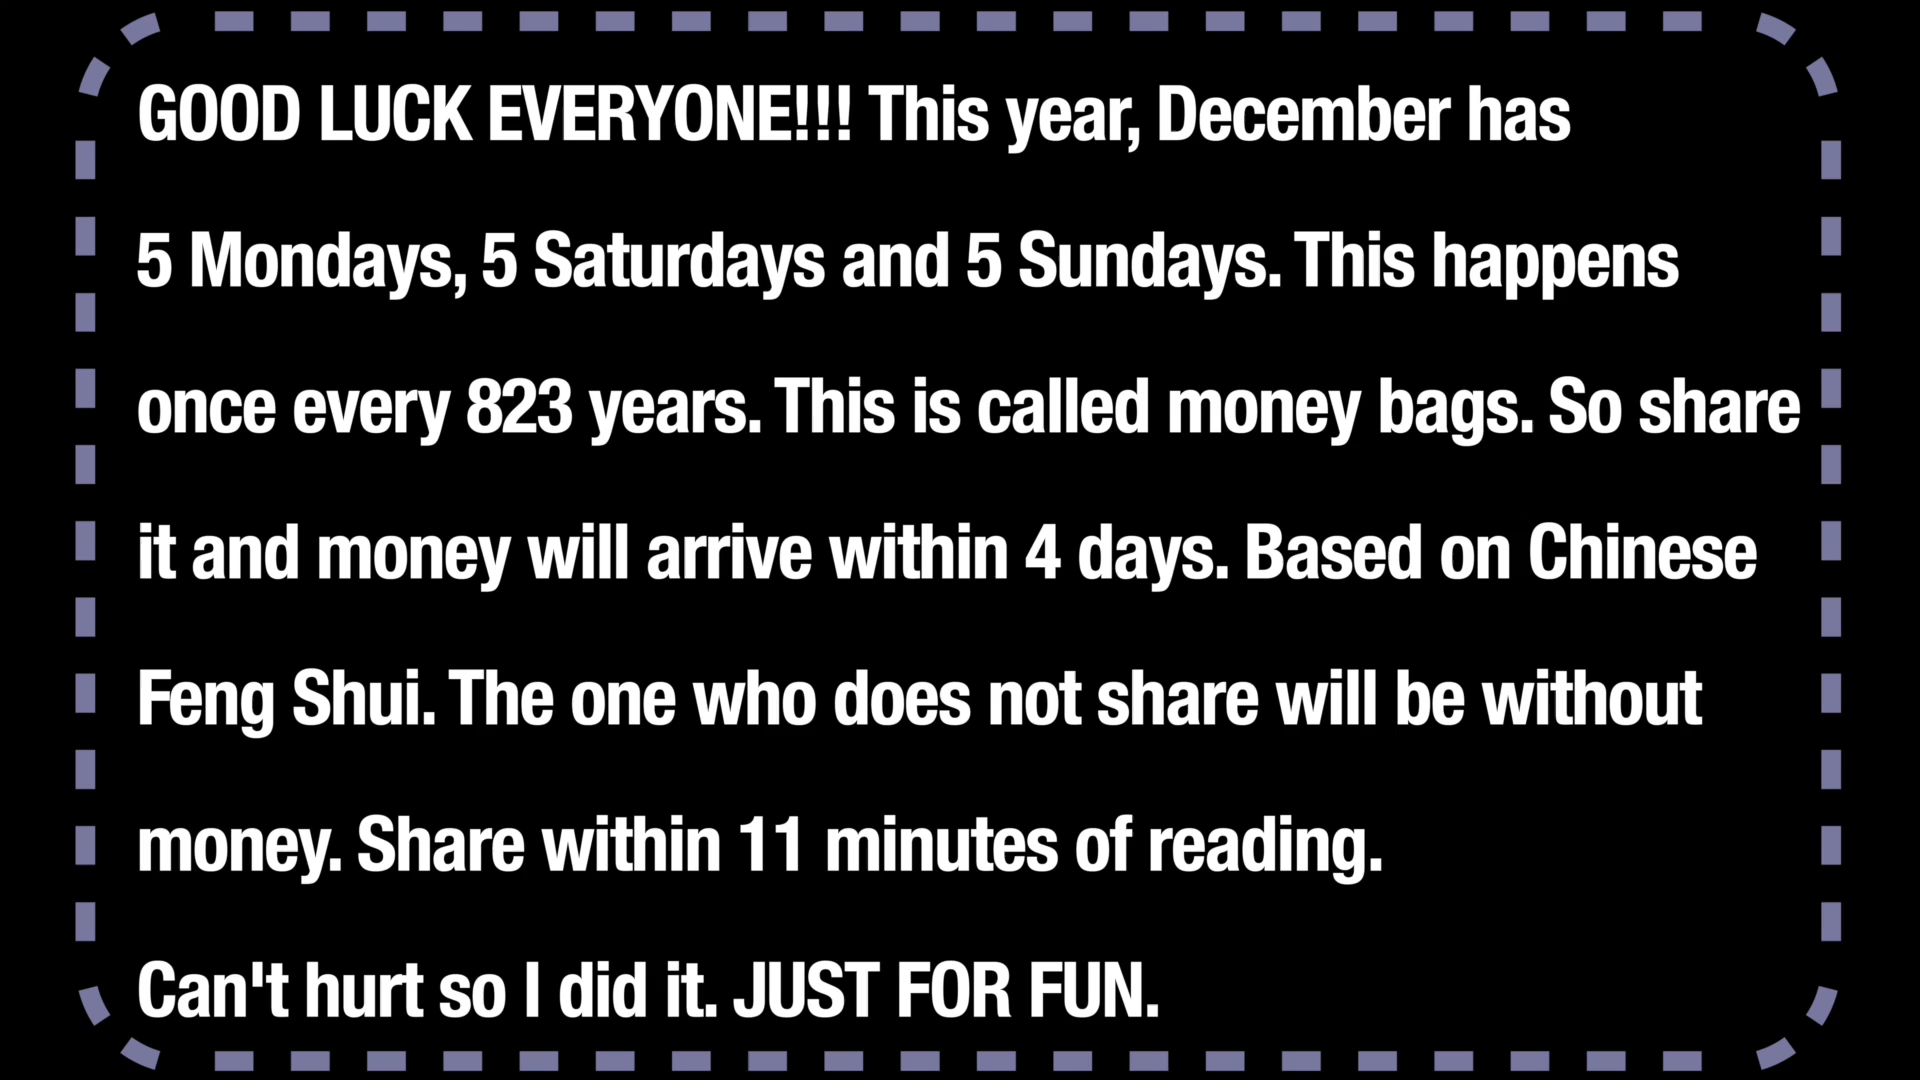 GOOD LUCK EVERYONE!!! This year, December has
5 Mondays, 5 Saturdays and 5 Sundays. This happens
once every 823 years. This is called money bags. So share
it and money will arrive within 4 days. Based on Chinese
Feng Shui. The one who does not share will be without
money. Share within 11 minutes of reading.
Can't hurt so I did it. JUST FOR FUN.